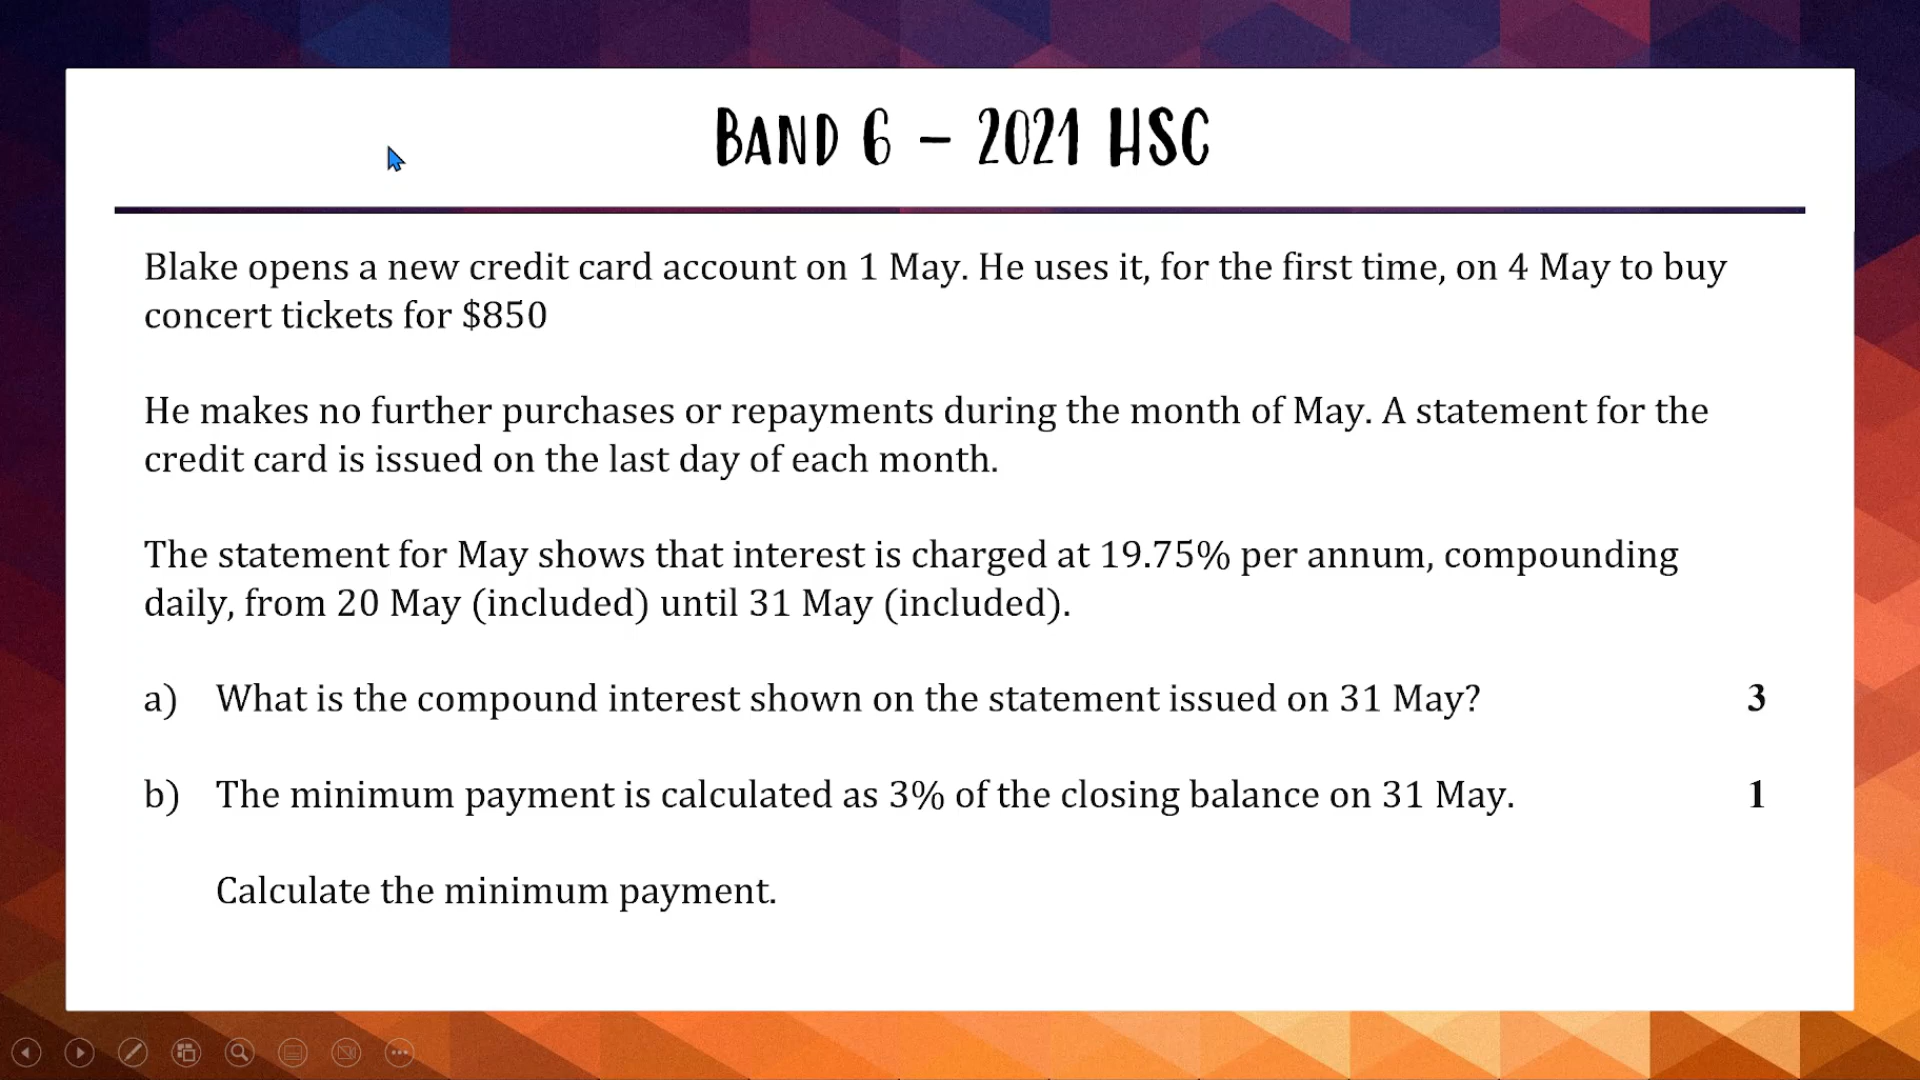 BAND 6 – 2021 HSC
Blake opens a new credit card account on 1 May. He uses it, for the first time, on 4 May to buy
concert tickets for $850
He makes no further purchases or repayments during the month of May. A statement for the
credit card is issued on the last day of each month.
The statement for May shows that interest is charged at 19.75% per annum, compounding
daily, from 20 May (included) until 31 May (included).
a) What is the compound interest shown on the statement issued on 31 May? 3
b) The minimum payment is calculated as 3% of the closing balance on 31 May. 1
Calculate the minimum payment.